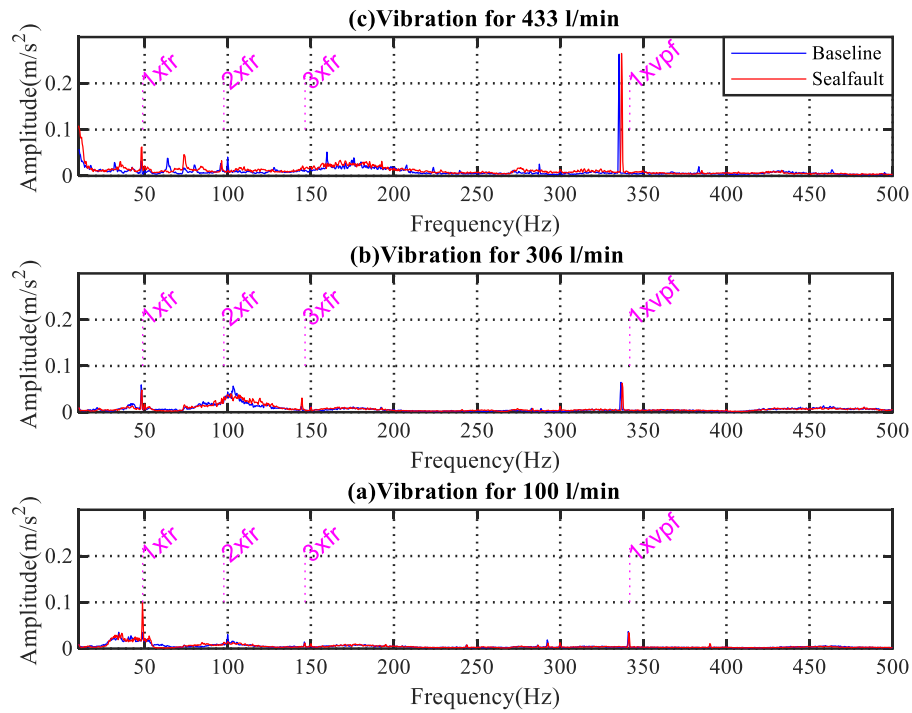 (c)Vibration for 433 l/min
Amplitude(m/s²)
0.2
0.1
0
1xfr
2xfr
3xfr
1xvpf
Baseline
Sealfault
50 100 150 200 250 300 350 400 450 500
Frequency(Hz)
(b)Vibration for 306 l/min
Amplitude(m/s²)
0.2
0.1
0
1xfr
2xfr
3xfr
1xvpf
50 100 150 200 250 300 350 400 450 500
Frequency(Hz)
(a)Vibration for 100 l/min
Amplitude(m/s²)
0.2
0.1
0
1xfr
2xfr
3xfr
1xvpf
50 100 150 200 250 300 350 400 450 500
Frequency(Hz)